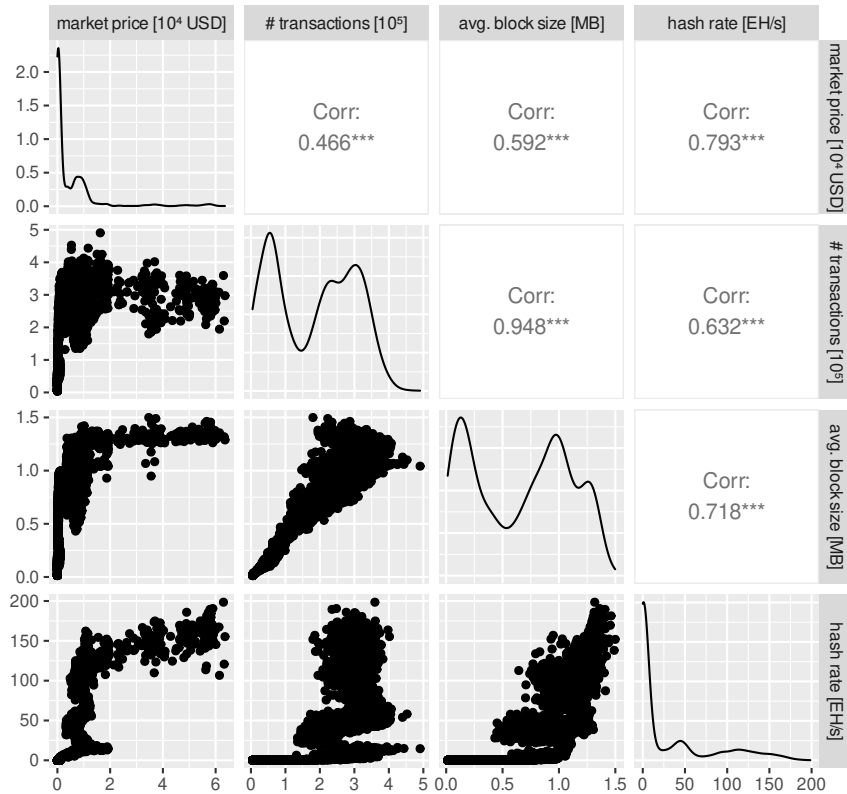 market price [10⁴ USD] # transactions [10⁵] avg. block size [MB] hash rate [EH/s]
2.0
1.5
1.0
0.5
0.0
Corr:
0.466***
Corr:
0.592***
Corr:
0.793***
market price [10⁴ USD]
5
4
3
2
1
0
Corr:
0.948***
Corr:
0.632***
# transactions [10⁵]
1.5
1.0
0.5
0.0
Corr:
0.718***
avg. block size [MB]
200
150
100
50
0
hash rate [EH/s]
0 2 4 6 0 1 2 3 4 5 0.0 0.5 1.0 1.5 0 50 100 150 200